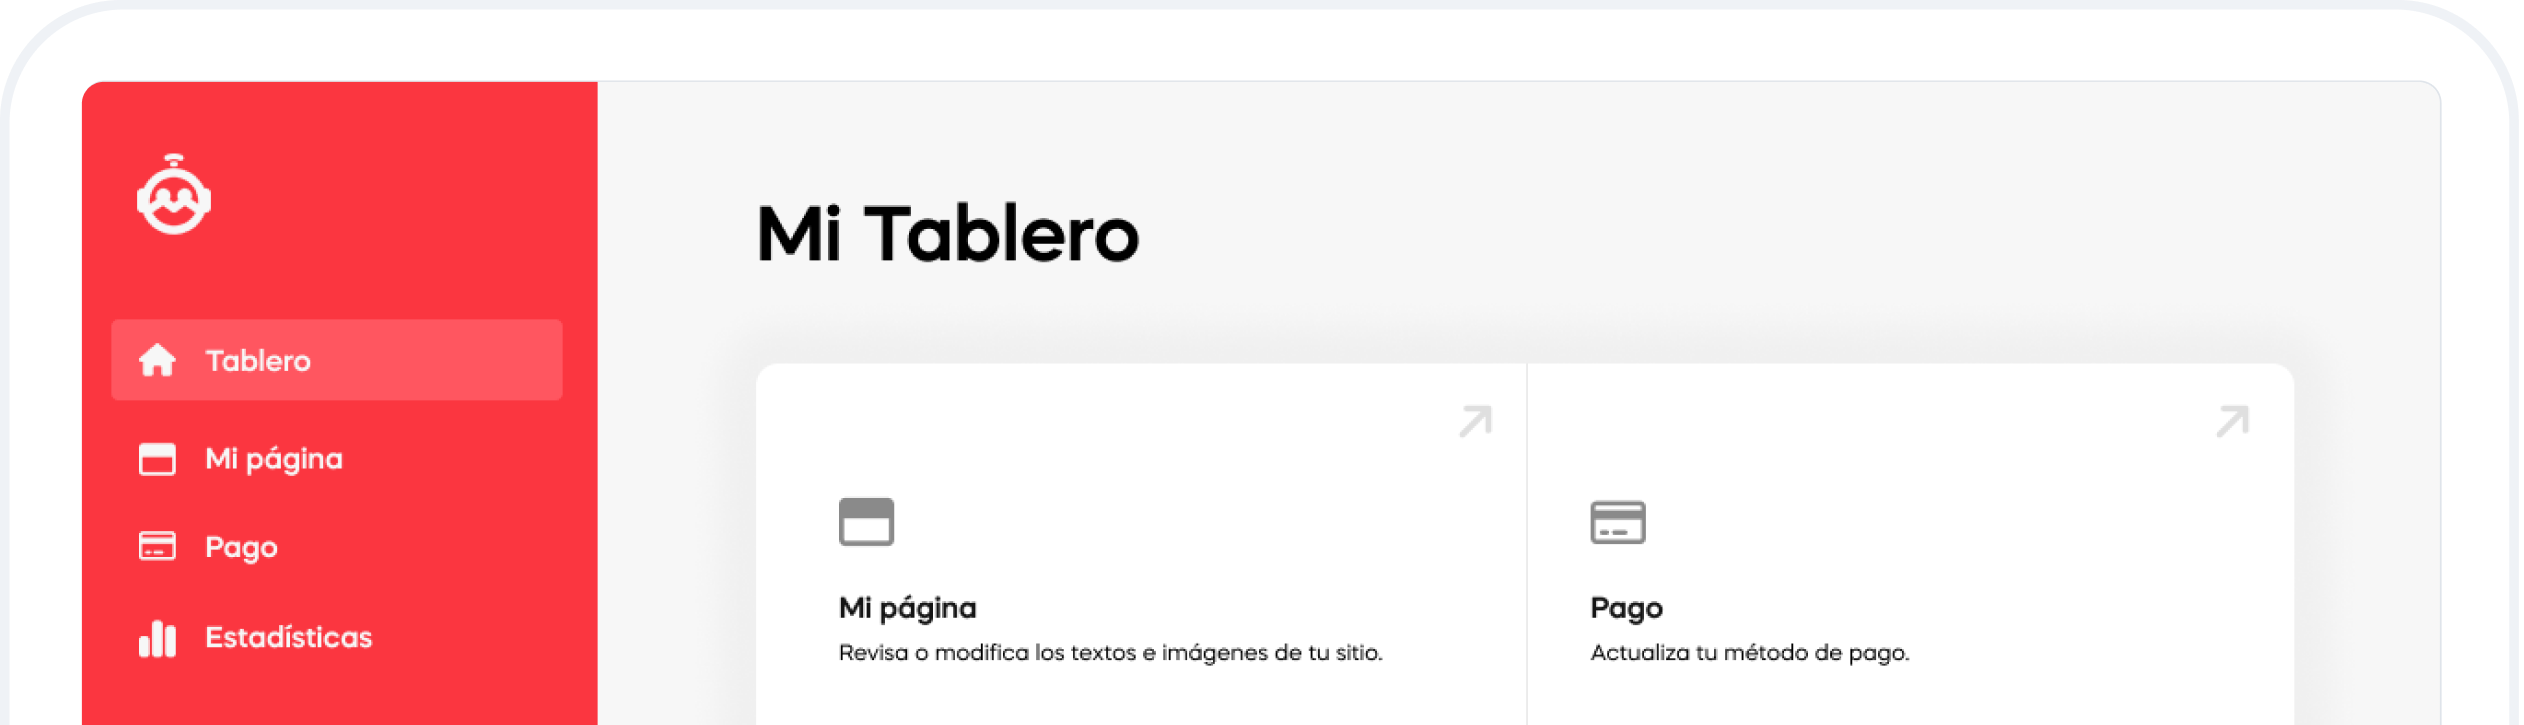 Tablero
Mi página
Pago
Estadísticas
Mi Tablero
Mi página
Revisa o modifica los textos e imágenes de tu sitio.
Pago
Actualiza tu método de pago.